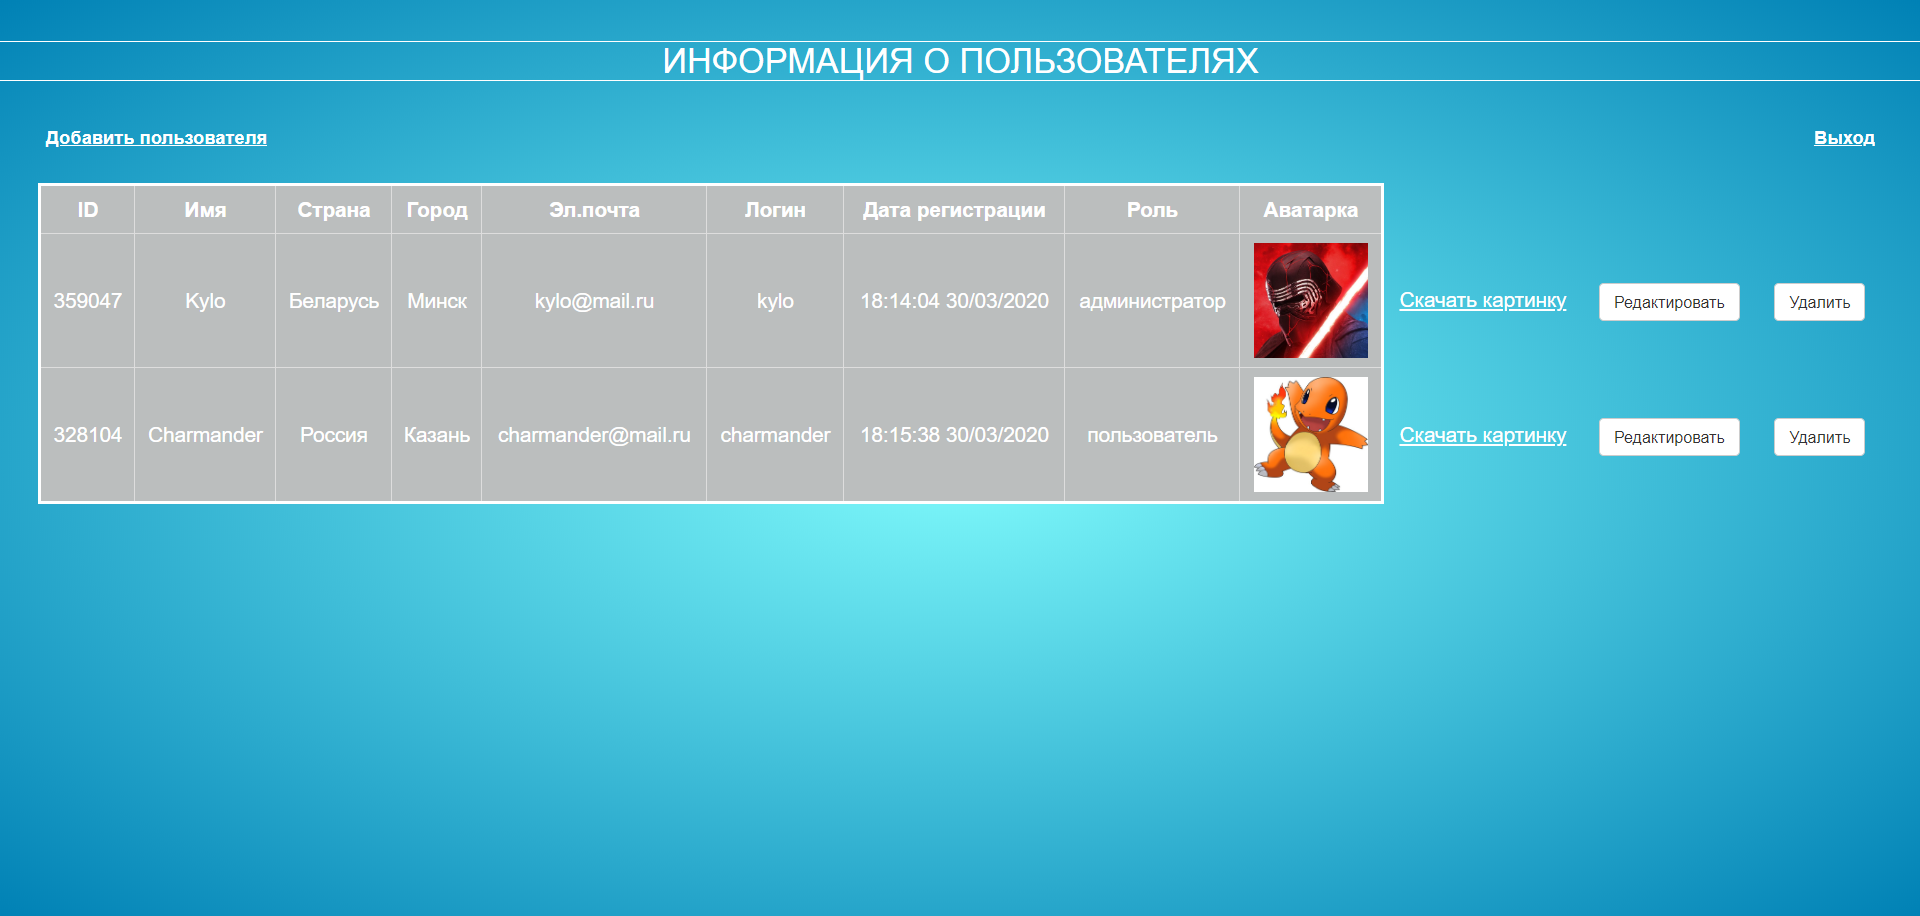 ИНФОРМАЦИЯ О ПОЛЬЗОВАТЕЛЯХ
Добавить пользователя Выход
ID Имя Страна Город Эл.почта Логин Дата регистрации Роль Аватарка
359047 Kylo Беларусь Минск kylo@mail.ru kylo 18:14:04 30/03/2020 администратор Скачать картинку Редактировать Удалить
328104 Charmander Россия Казань charmander@mail.ru charmander 18:15:38 30/03/2020 пользователь Скачать картинку Редактировать Удалить